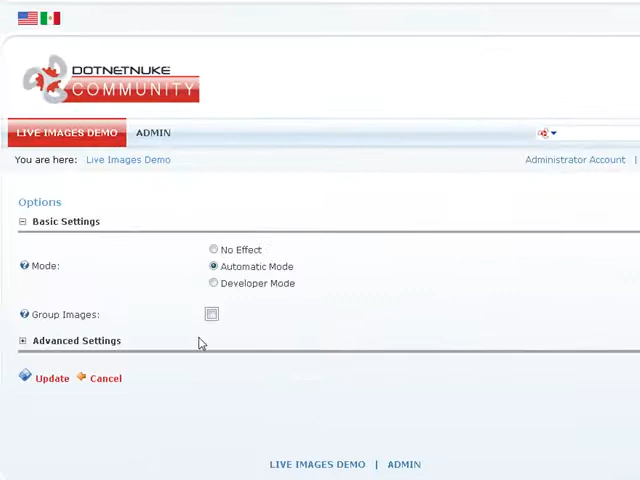 DOTNETNUKE
COMMUNITY
LIVE IMAGES DEMO ADMIN
You are here: Live Images Demo Administrator Account |
Options
Basic Settings
No Effect
Mode: Automatic Mode
Developer Mode
Group Images:
Advanced Settings
Update Cancel
LIVE IMAGES DEMO | ADMIN